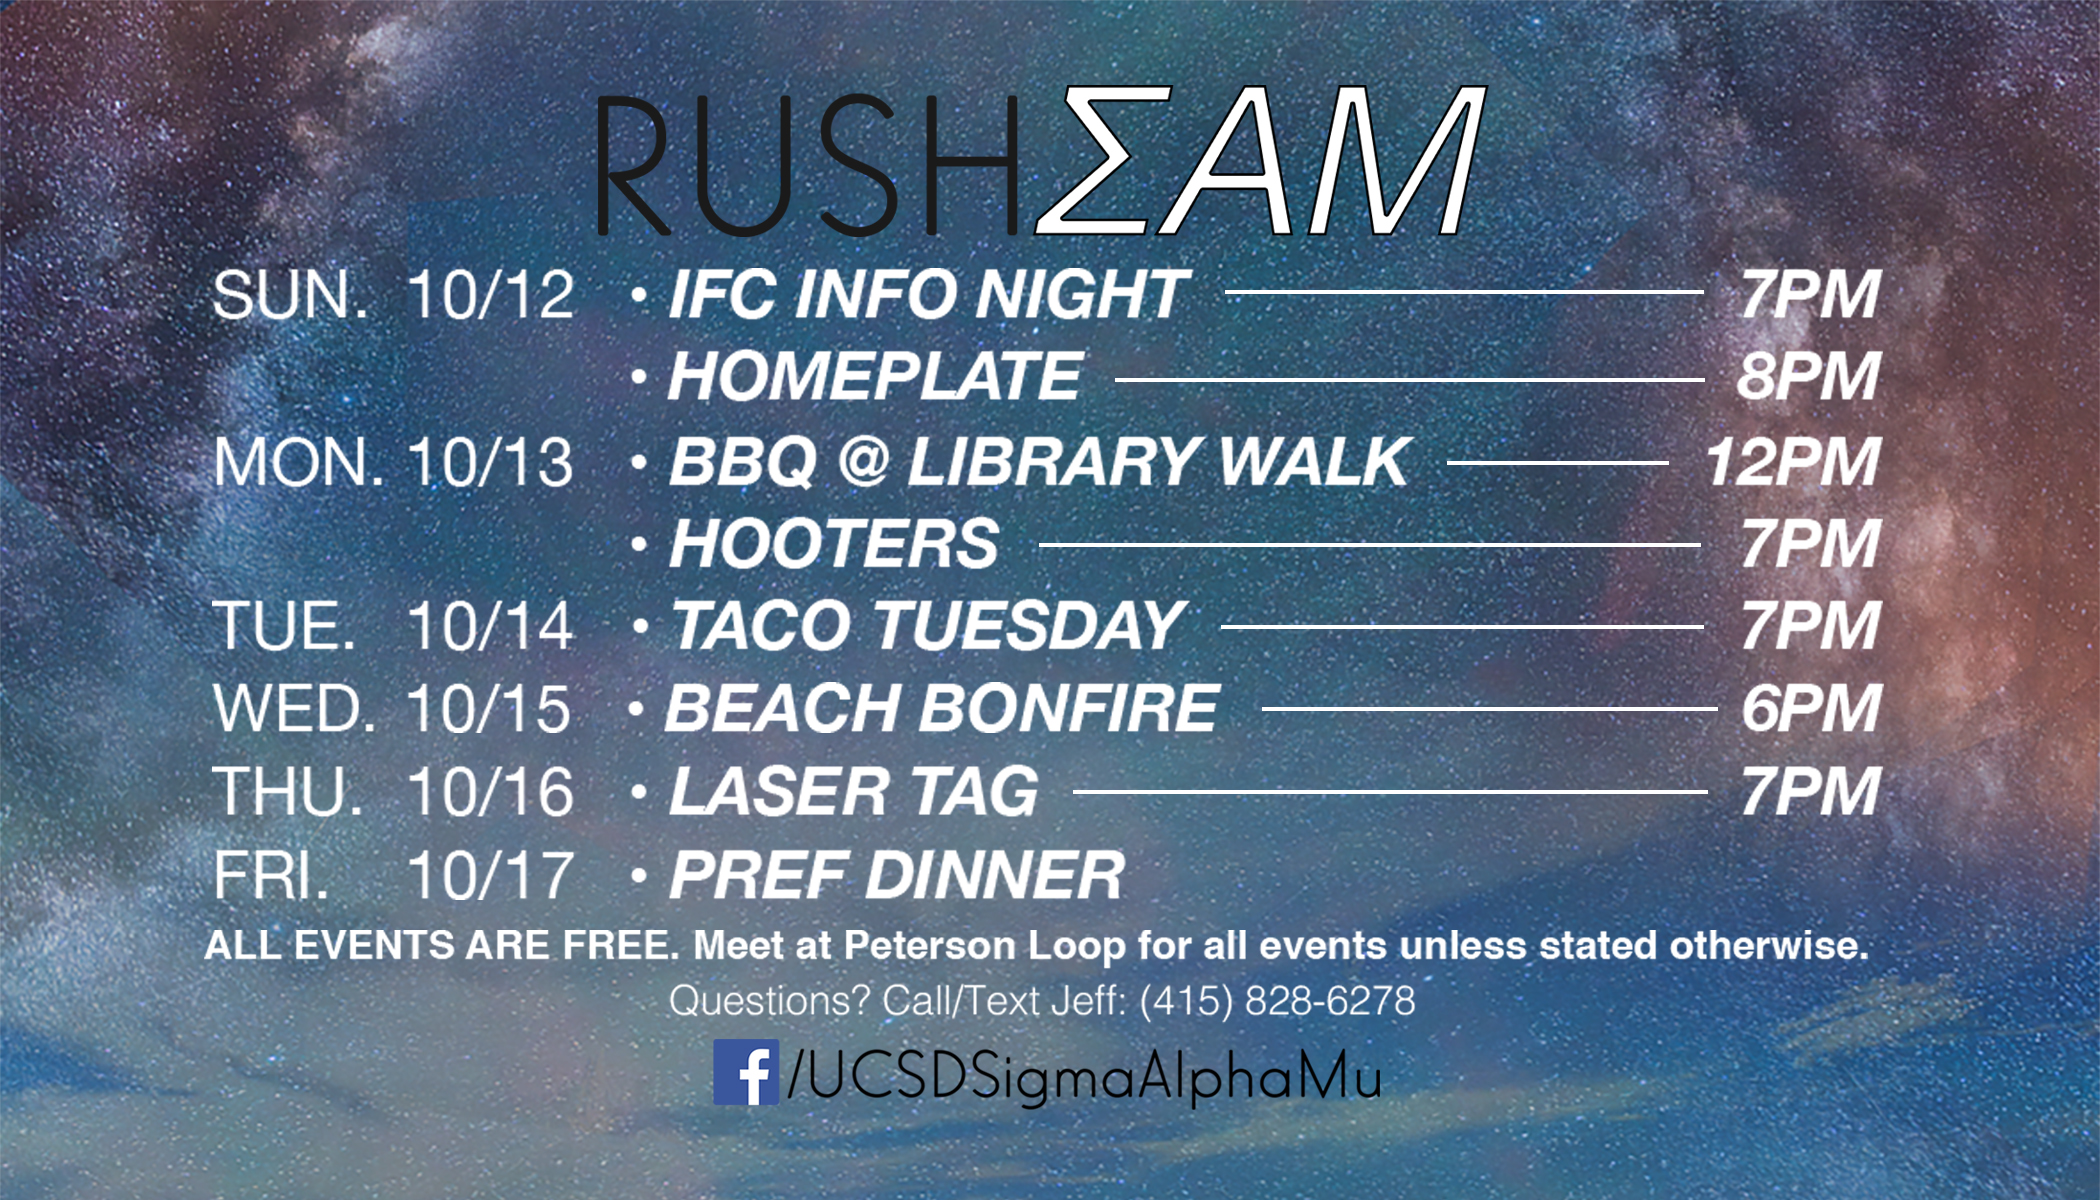 RUSH ΣAM
SUN. 10/12 • IFC INFO NIGHT 7PM
• HOMEPLATE 8PM
MON. 10/13 • BBQ @ LIBRARY WALK 12PM
• HOOTERS 7PM
TUE. 10/14 • TACO TUESDAY 7PM
WED. 10/15 • BEACH BONFIRE 6PM
THU. 10/16 • LASER TAG 7PM
FRI. 10/17 • PREF DINNER
ALL EVENTS ARE FREE. Meet at Peterson Loop for all events unless stated otherwise.
Questions? Call/Text Jeff: (415) 828-6278
f/UCSDSigmaAlphaMu